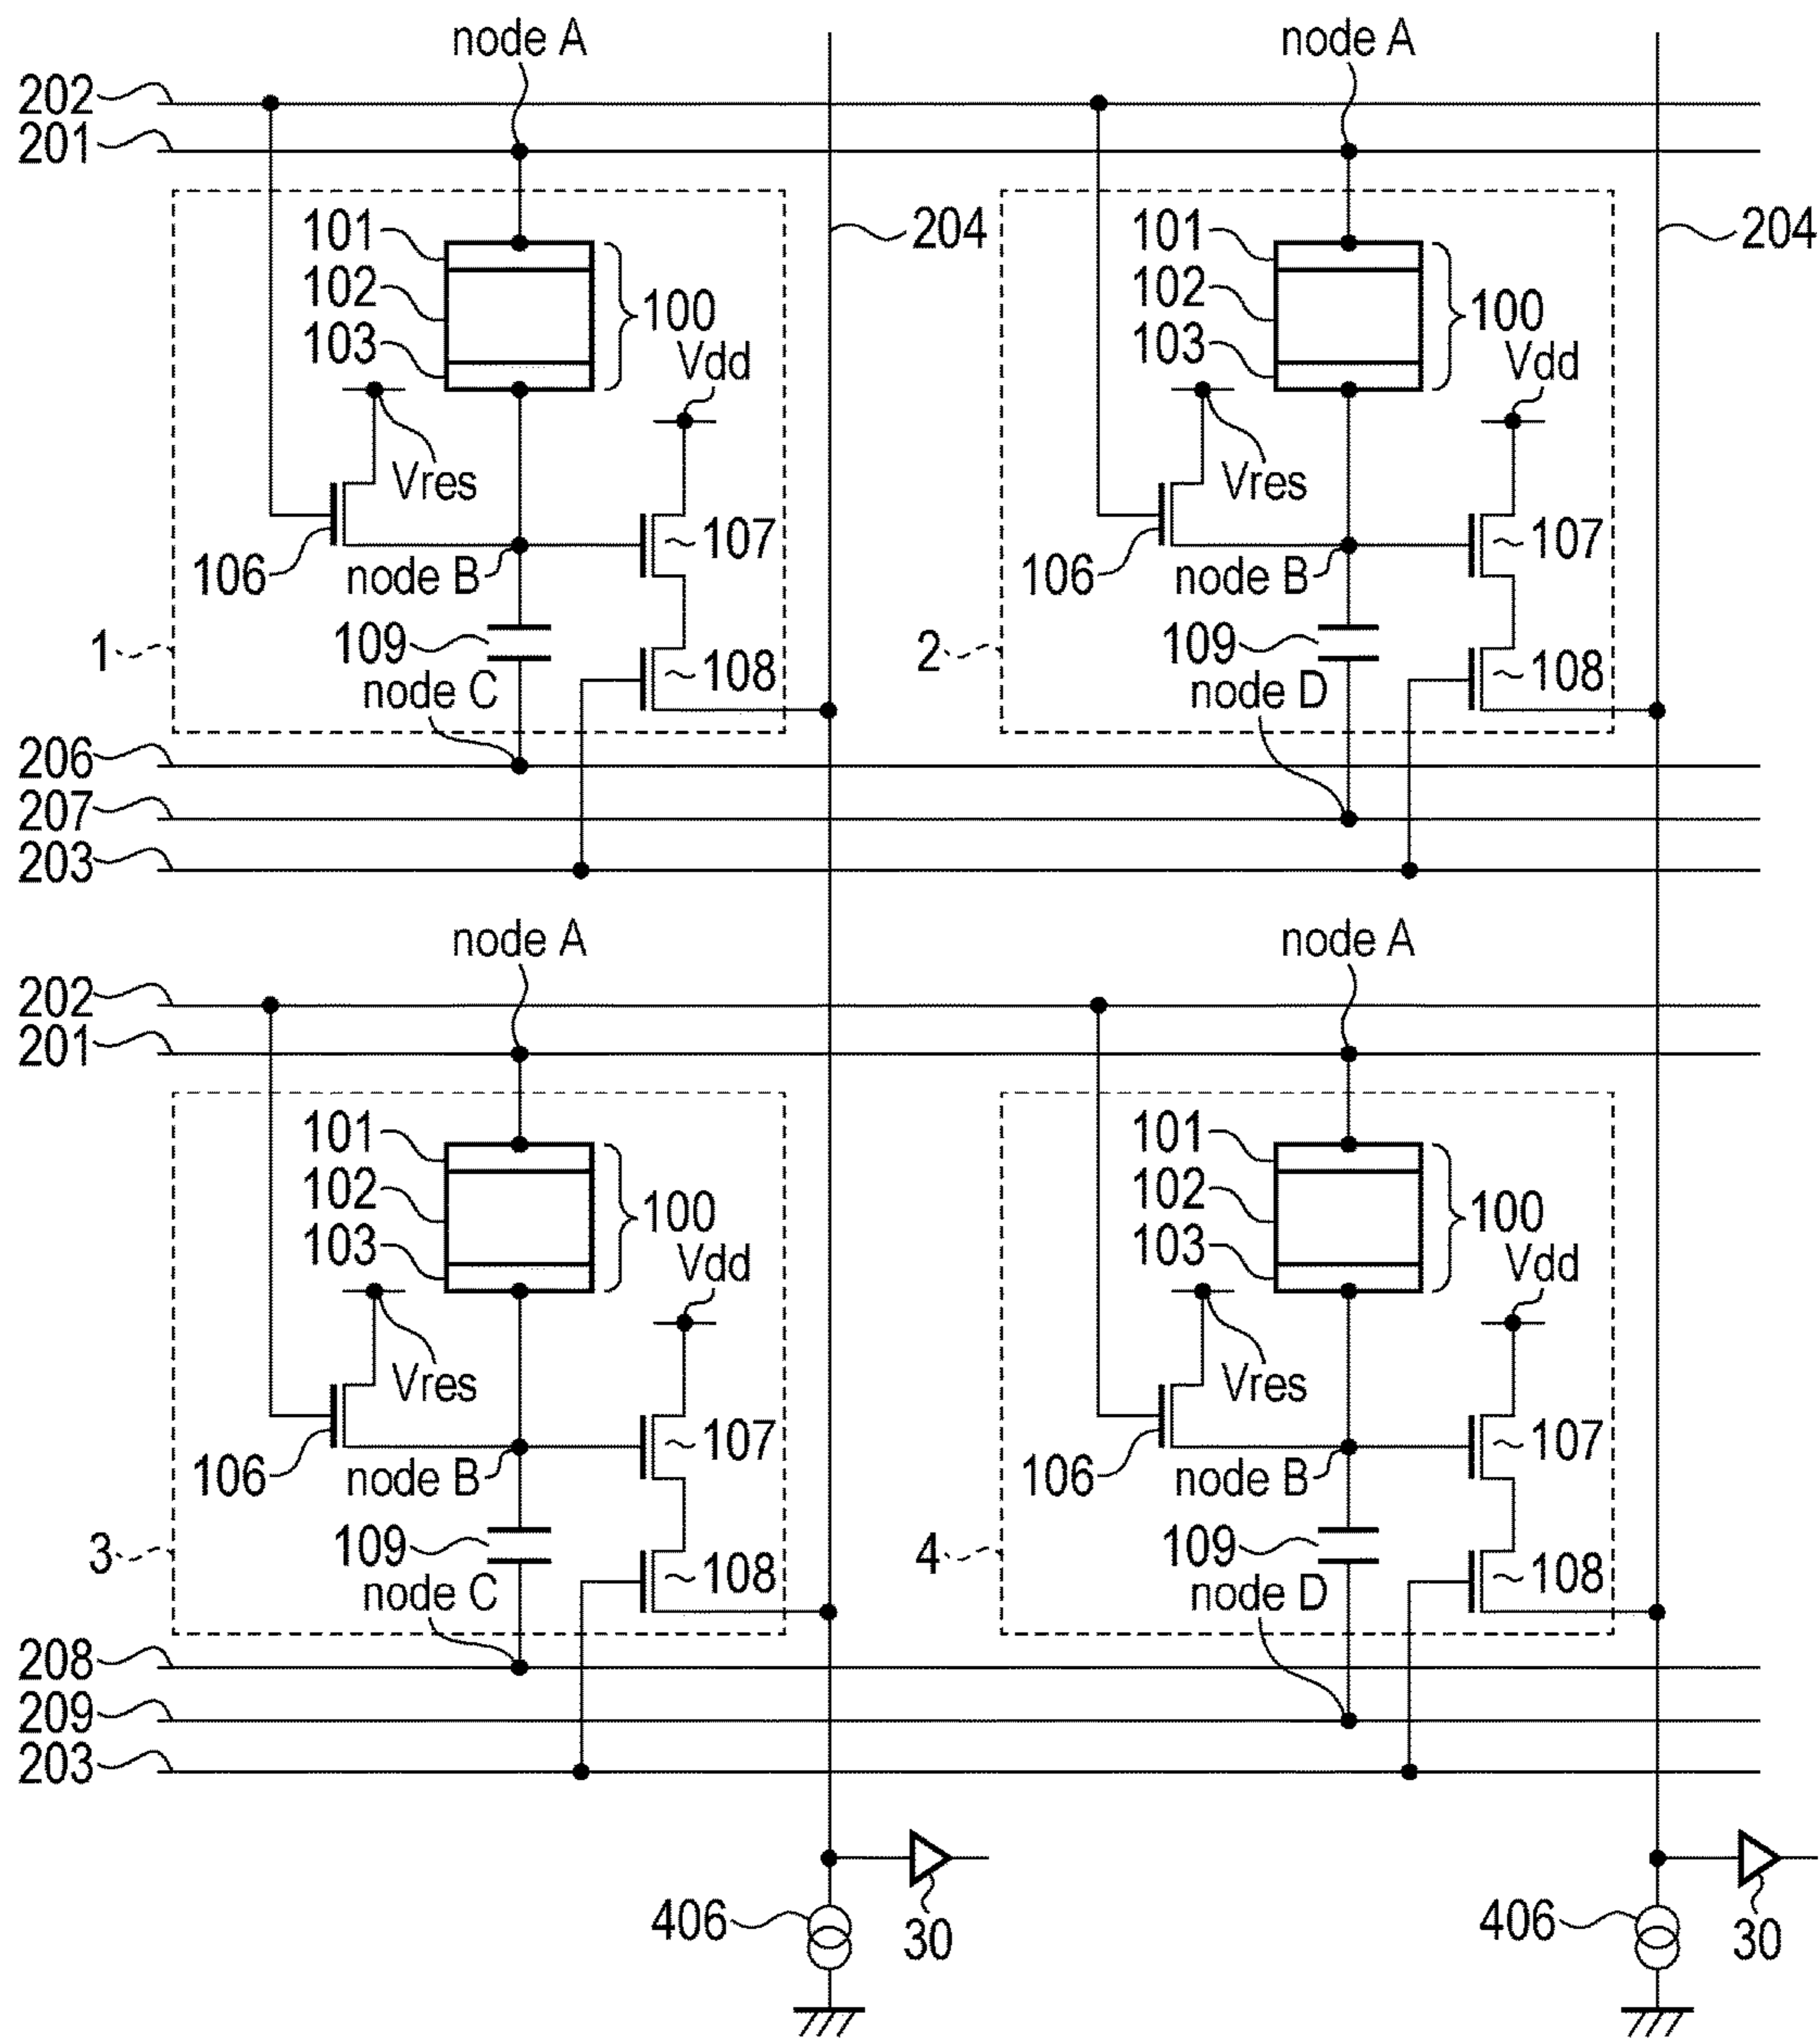 node A node A
202
201
101 204 101 204
102 100 102 100
103 Vdd 103 Vdd
Vres Vres
107 107
106 node B 106 node B
1 109 108 2 109 108
node C node D
206
207
203
node A node A
202
201
101 101
102 100 102 100
103 Vdd 103 Vdd
Vres Vres
107 107
106 node B 106 node B
3 109 108 4 109 108
node C node D
208
209
203
406 30 406 30